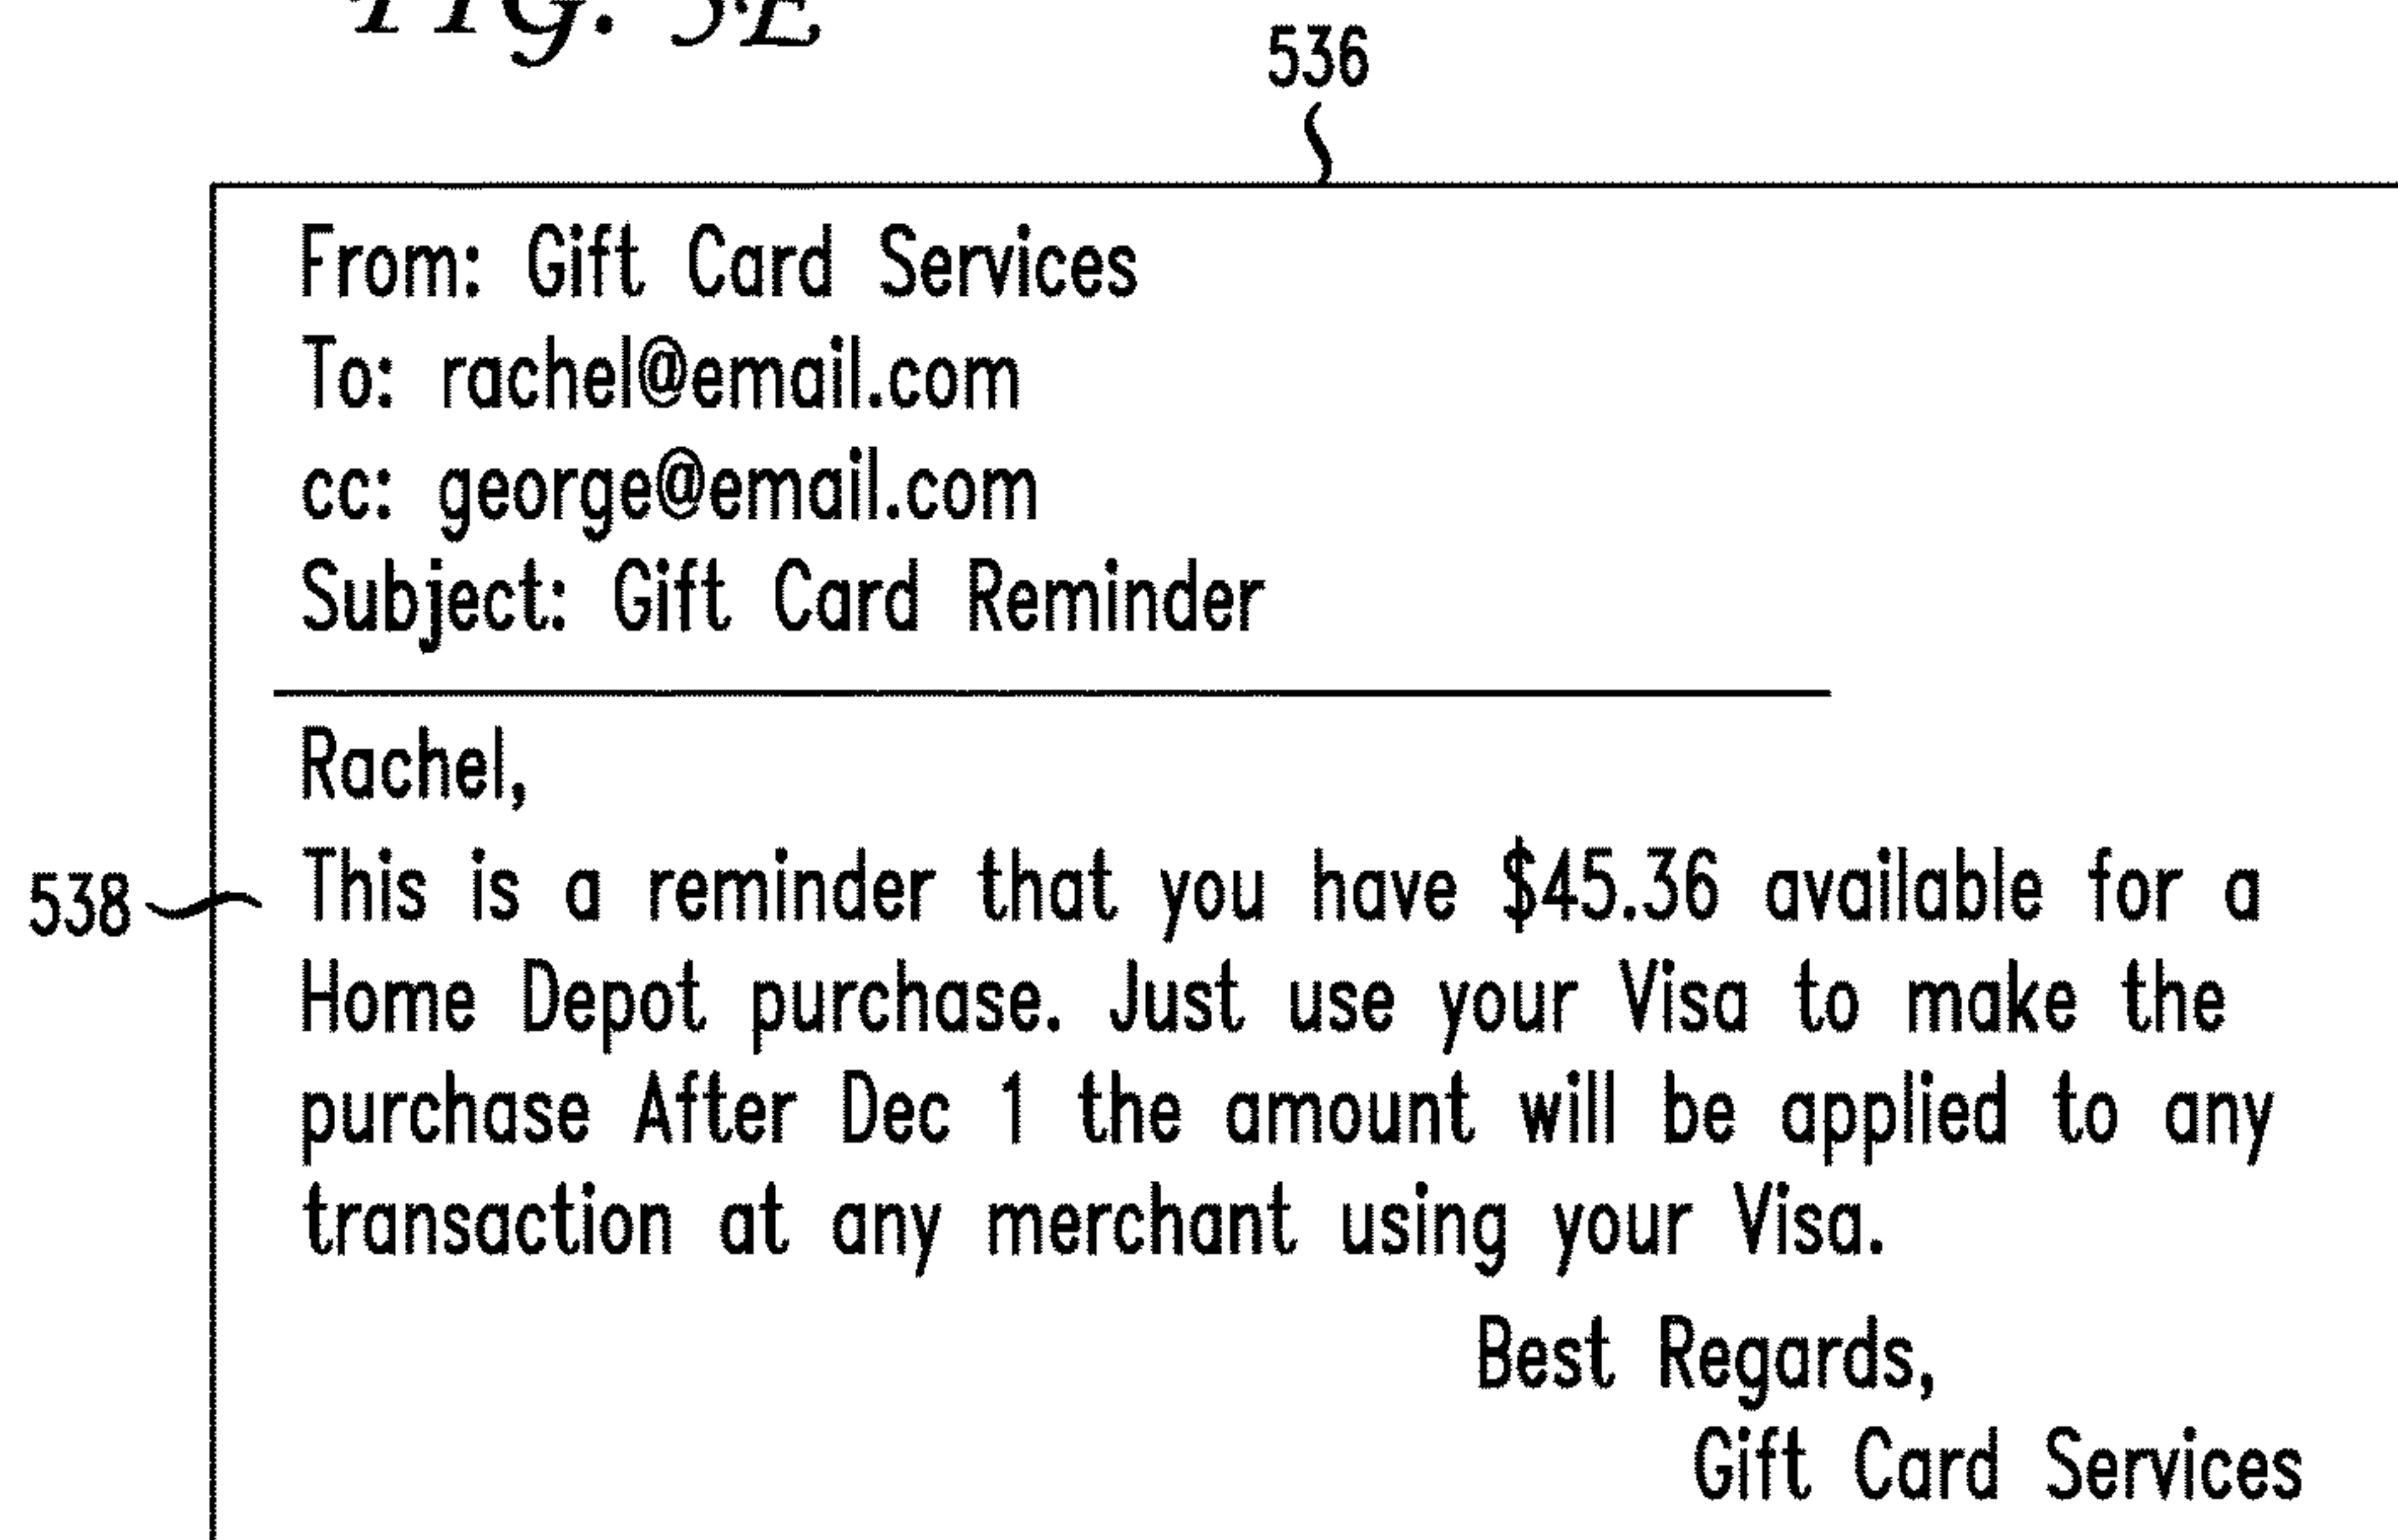 FIG. 5E
536
From: Gift Card Services
To: rachel@email.com
cc: george@email.com
Subject: Gift Card Reminder
Rachel,
538
This is a reminder that you have $45.36 available for a
Home Depot purchase. Just use your Visa to make the
purchase After Dec 1 the amount will be applied to any
transaction at any merchant using your Visa.
Best Regards,
Gift Card Services